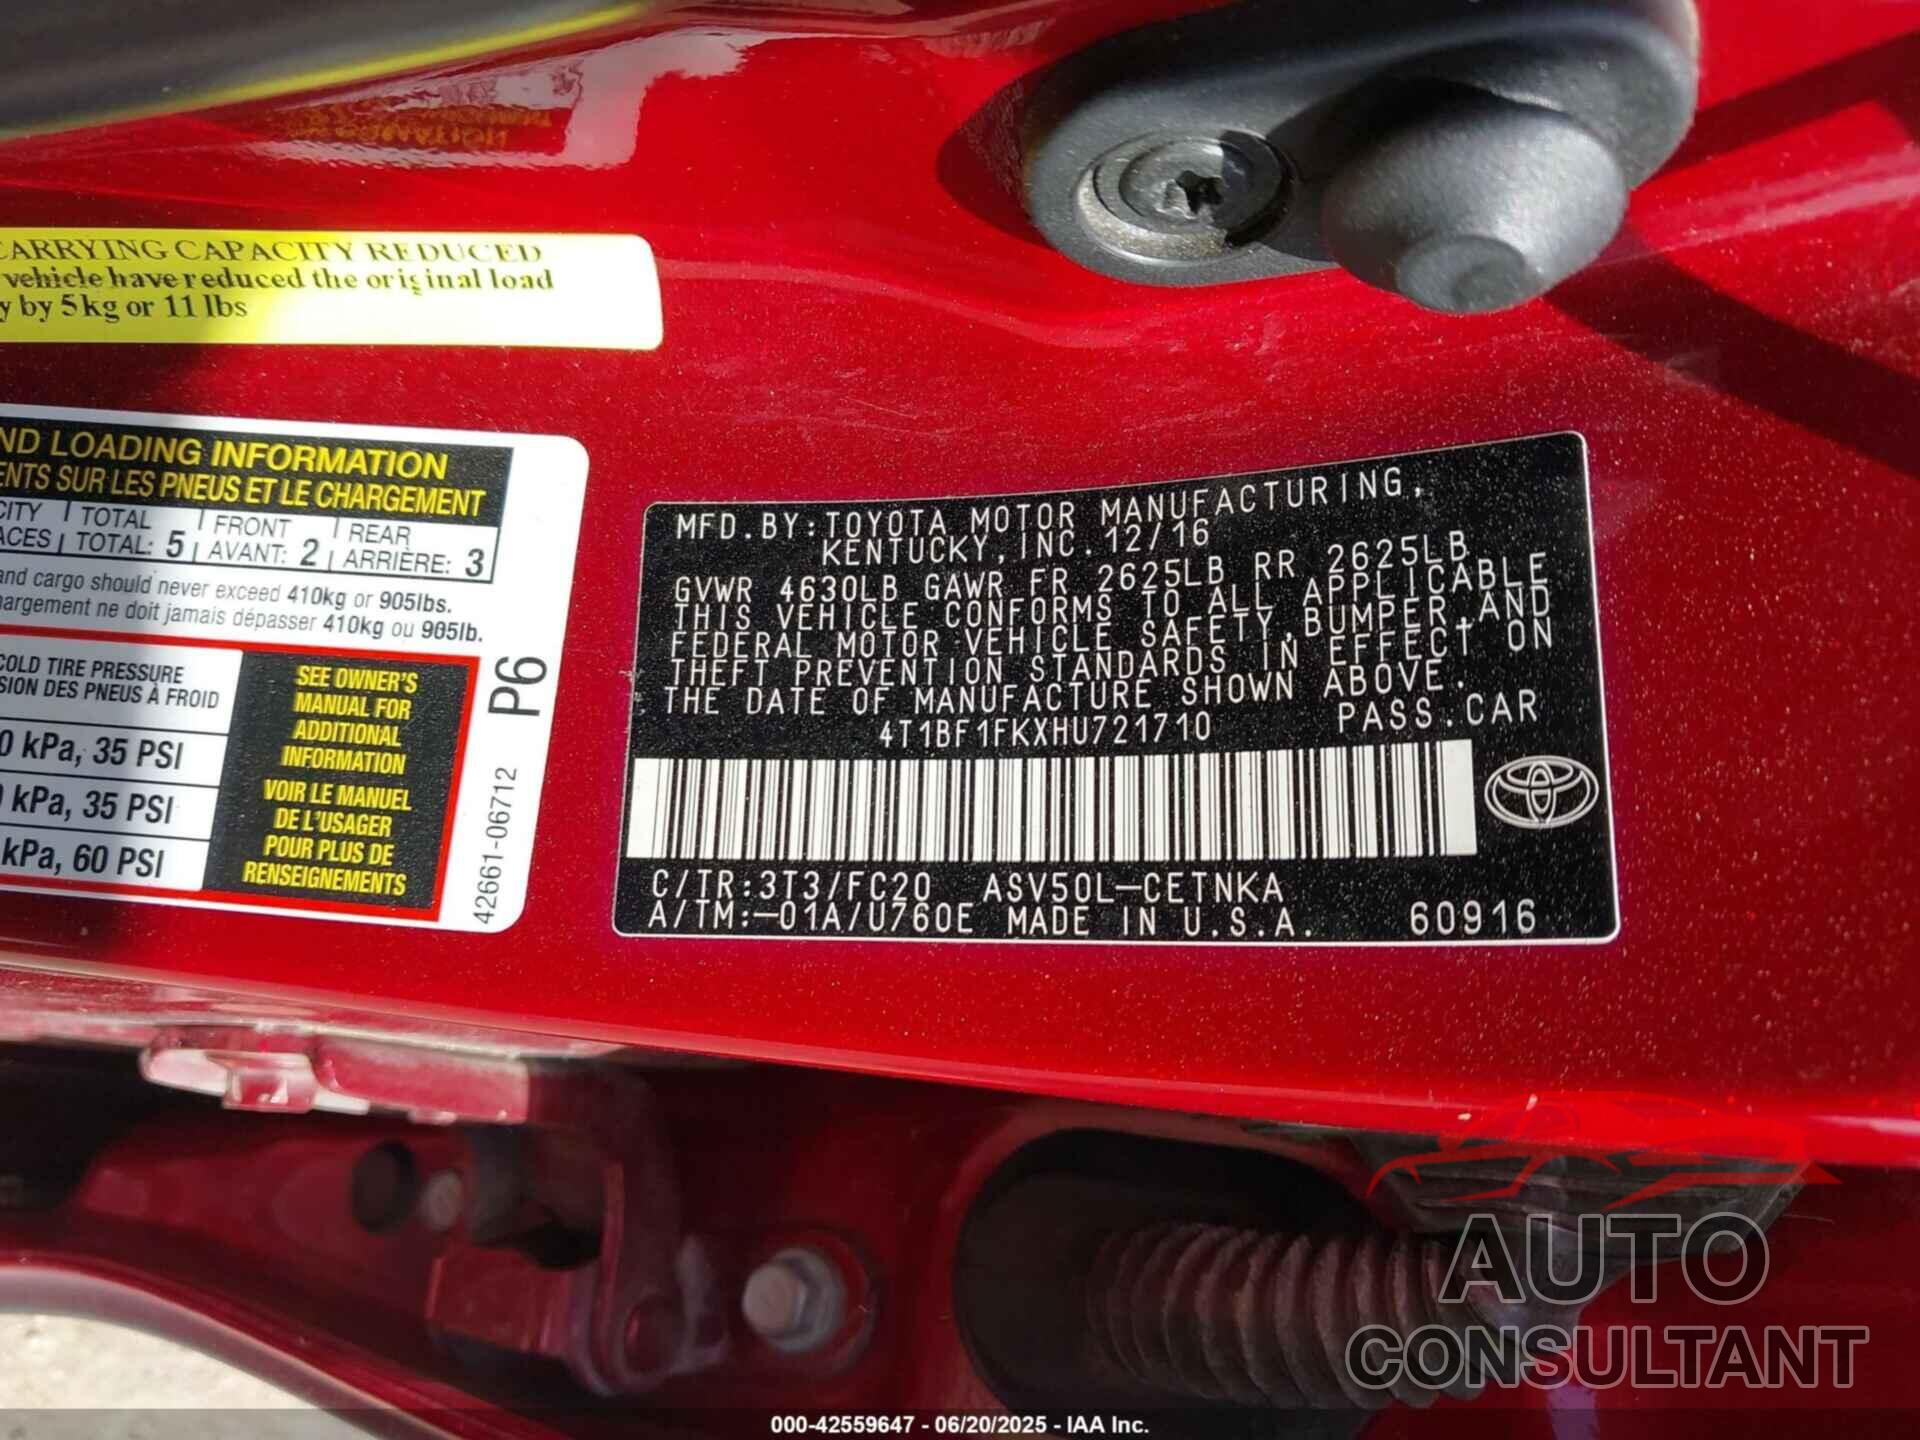 CARRYING CAPACITY REDUCED
vehicle have reduced the original load
y by 5kg or 11 lbs
ND LOADING INFORMATION
ENTS SUR LES PNEUS ET LE CHARGEMENT
CITY TOTAL FRONT REAR
ACES TOTAL: 5 AVANT: 2 ARRIÈRE: 3
and cargo should never exceed 410kg or 905lbs.
hargement ne doit jamais dépasser 410kg ou 905lb.
COLD TIRE PRESSURE
SION DES PNEUS À FROID
0 kPa, 35 PSI
0 kPa, 35 PSI
kPa, 60 PSI
SEE OWNER'S
MANUAL FOR
ADDITIONAL
INFORMATION
VOIR LE MANUEL
DE L'USAGER
POUR PLUS DE
RENSEIGNEMENTS
P6
42661-06712
MFD.BY:TOYOTA MOTOR MANUFACTURING,
KENTUCKY,INC.12/16
GVWR 4630LB GAWR FR 2625LB RR 2625LB
THIS VEHICLE CONFORMS TO ALL APPLICABLE
FEDERAL MOTOR VEHICLE SAFETY,BUMPER,AND
THEFT PREVENTION STANDARDS IN EFFECT ON
THE DATE OF MANUFACTURE SHOWN ABOVE.
4T1BF1FKXHU721710 PASS.CAR
C/TR:3T3/FC20 ASV50L-CETNKA
A/TM:-01A/U760E MADE IN U.S.A. 60916
AUTO
CONSULTANT
000-42559647 - 06/20/2025 - IAA Inc.